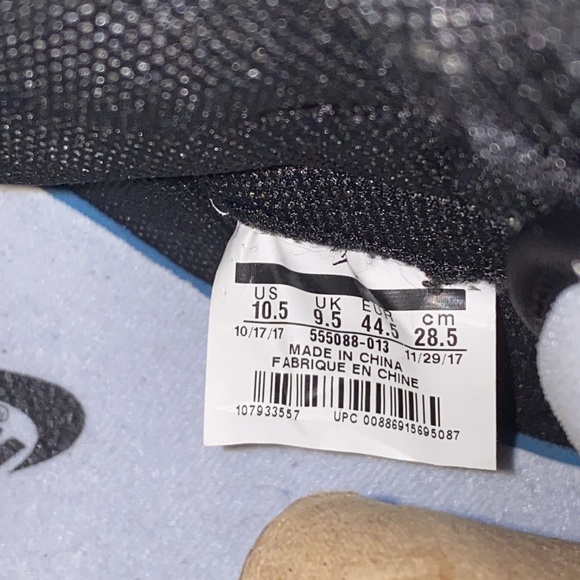 US UK EUR cm
10.5 9.5 44.5 28.5
10/17/17 555088-013 11/29/17
MADE IN CHINA
FABRIQUE EN CHINE
107933557 UPC 00886915695087